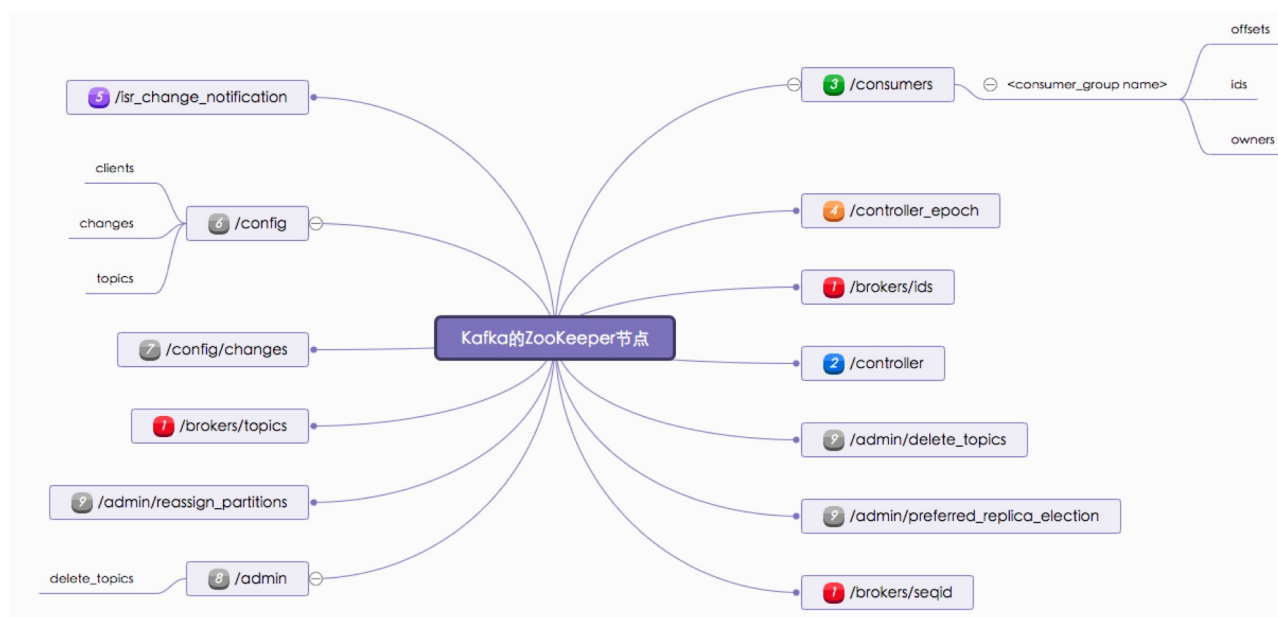 Kafka的ZooKeeper节点
3 /consumers
<consumer_group name>
offsets
ids
owners
4 /controller_epoch
1 /brokers/ids
2 /controller
9 /admin/delete_topics
9 /admin/preferred_replica_election
1 /brokers/seqid
5 /isr_change_notification
6 /config
clients
changes
topics
7 /config/changes
1 /brokers/topics
9 /admin/reassign_partitions
8 /admin
delete_topics